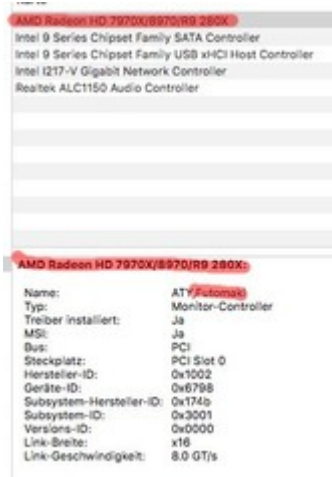 AMD Radeon HD 7970X/8970/R9 280X
Intel 9 Series Chipset Family SATA Controller
Intel 9 Series Chipset Family USB xHCI Host Controller
Intel I217-V Gigabit Network Controller
Realtek ALC1150 Audio Controller
AMD Radeon HD 7970X/8970/R9 280X:
Name: ATY,Futomaki
Typ: Monitor-Controller
Treiber installiert: Ja
MSI: Ja
Bus: PCI
Steckplatz: PCI Slot 0
Hersteller-ID: 0x1002
Geräte-ID: 0x6798
Subsystem-Hersteller-ID: 0x174b
Subsystem-ID: 0x3001
Versions-ID: 0x0000
Link-Breite: x16
Link-Geschwindigkeit: 8.0 GT/s